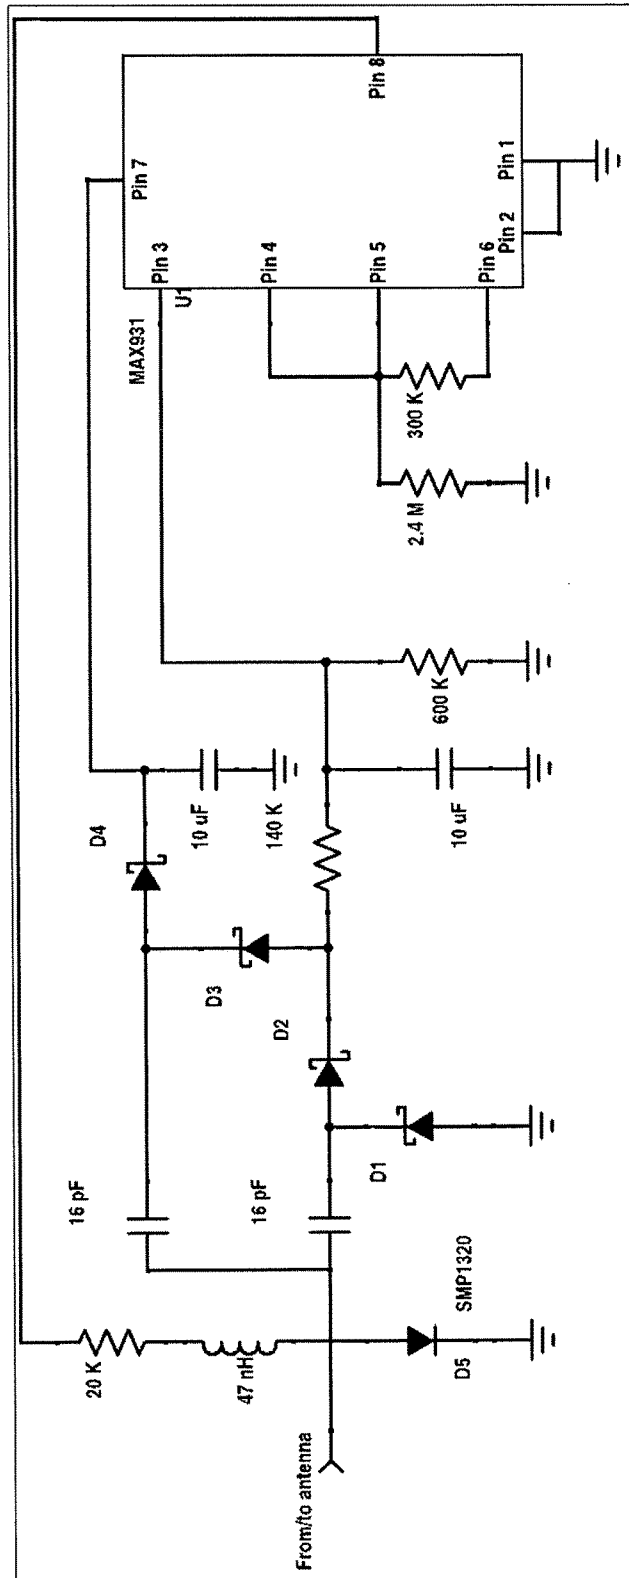 From/to antenna
20 K
47 nH
D5
SMP1320
16 pF
16 pF
D1
D2
D3
D4
10 uF
140 K
10 uF
600 K
2.4 M
300 K
MAX931
U1
Pin 3
Pin 7
Pin 4
Pin 5
Pin 6
Pin 2
Pin 1
Pin 8